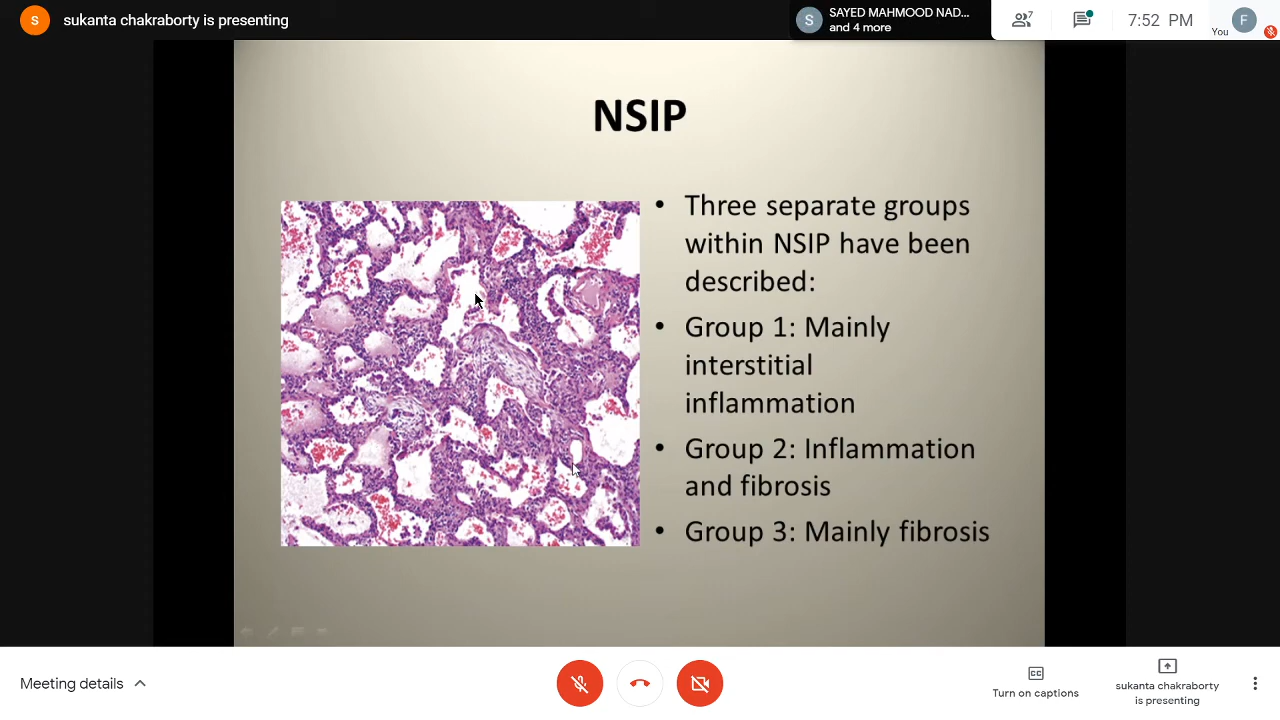 S
sukanta chakraborty is presenting
S
SAYED MAHMOOD NAD...
and 4 more
7
7:52 PM
You
F
NSIP
• Three separate groups
within NSIP have been
described:
• Group 1: Mainly
interstitial
inflammation
• Group 2: Inflammation
and fibrosis
• Group 3: Mainly fibrosis
Meeting details
CC
Turn on captions
sukanta chakraborty
is presenting